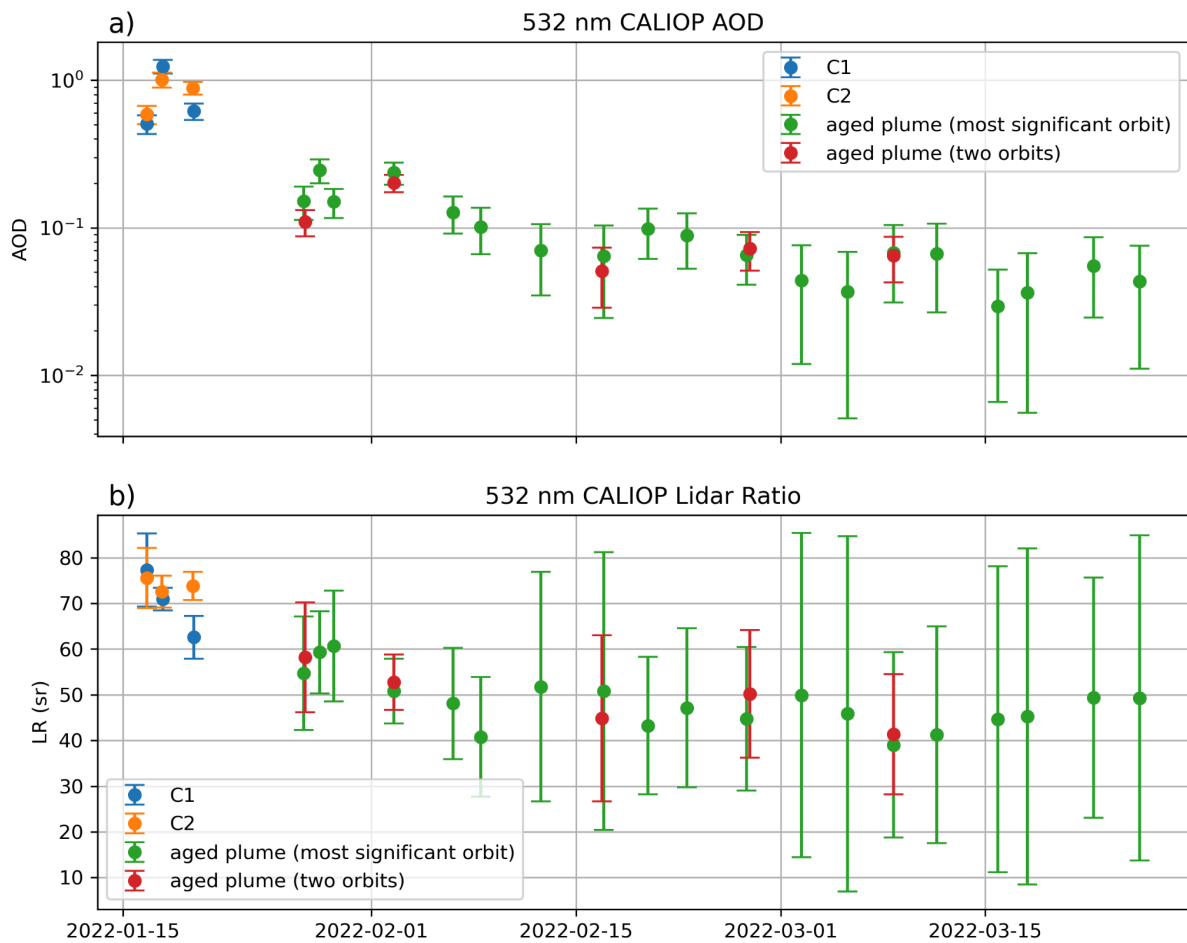 a) 532 nm CALIOP AOD
AOD
10⁰
10⁻¹
10⁻²
C1
C2
aged plume (most significant orbit)
aged plume (two orbits)
b) 532 nm CALIOP Lidar Ratio
LR (sr)
80
70
60
50
40
30
20
10
C1
C2
aged plume (most significant orbit)
aged plume (two orbits)
2022-01-15 2022-02-01 2022-02-15 2022-03-01 2022-03-15